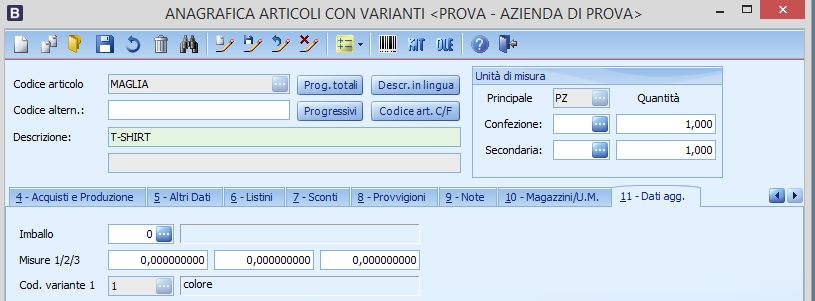 B ANAGRAFICA ARTICOLI CON VARIANTI <PROVA - AZIENDA DI PROVA>
KIT OLE ?
Codice articolo MAGLIA ... Prog. totali Descr. in lingua
Codice altern.: Progressivi Codice art. C/F
Descrizione: T-SHIRT
Unità di misura
Principale PZ ... Quantità
Confezione: ... 1,000
Secondaria: ... 1,000
4 - Acquisti e Produzione 5 - Altri Dati 6 - Listini 7 - Sconti 8 - Provvigioni 9 - Note 10 - Magazzini/U.M. 11 - Dati agg.
Imballo 0 ...
Misure 1/2/3 0,000000000 0,000000000 0,000000000
Cod. variante 1 1 ... colore